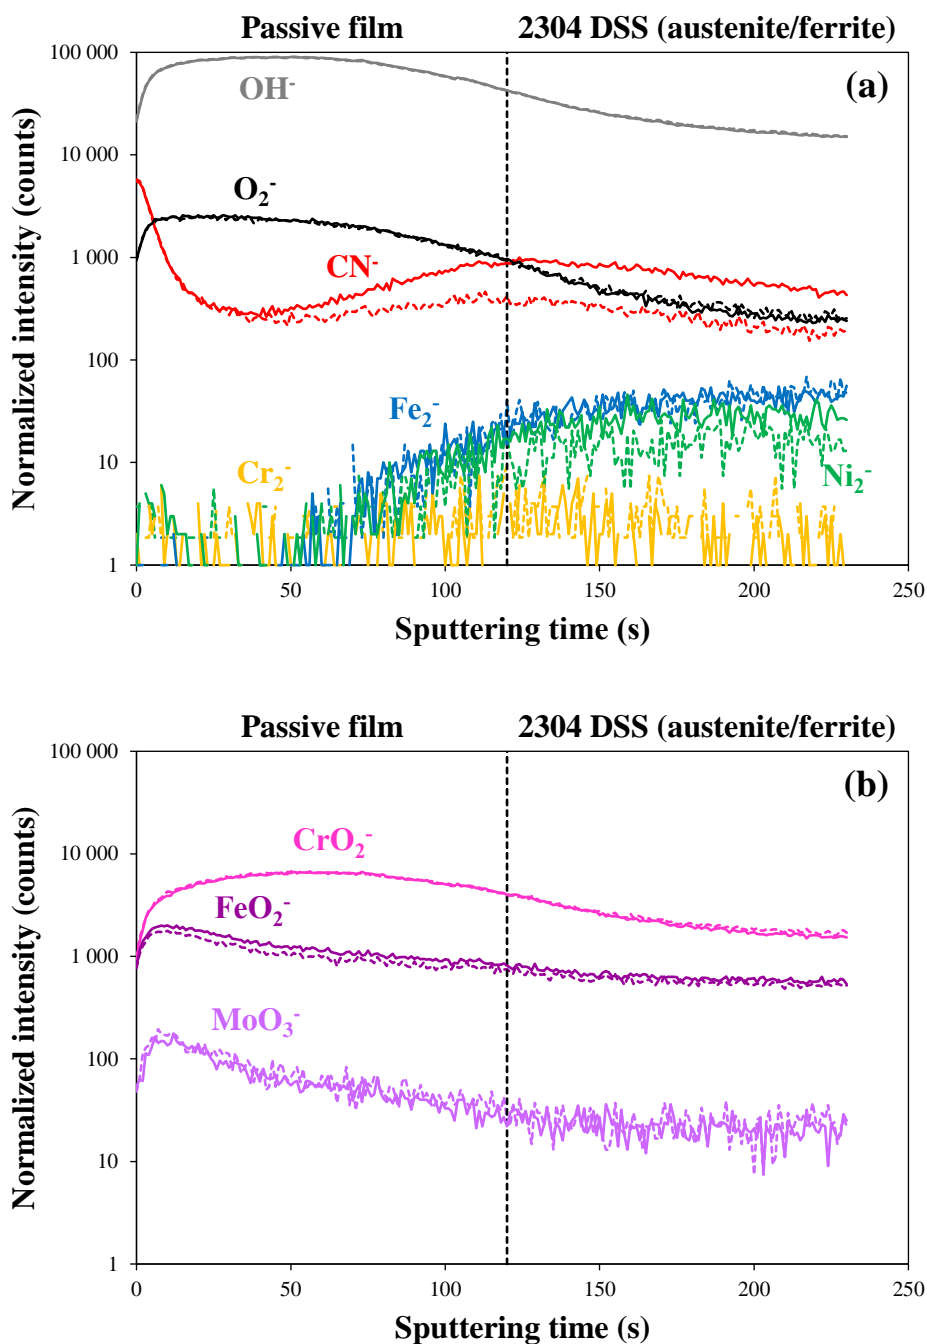 Passive film 2304 DSS (austenite/ferrite)
100 000
10 000
1 000
100
10
1
Normalized intensity (counts)
(a)
OH⁻
O₂⁻
CN⁻
Fe₂⁻
Cr₂⁻
Ni₂⁻
0 50 100 150 200 250
Sputtering time (s)
Passive film 2304 DSS (austenite/ferrite)
100 000
10 000
1 000
100
10
1
Normalized intensity (counts)
(b)
CrO₂⁻
FeO₂⁻
MoO₃⁻
0 50 100 150 200 250
Sputtering time (s)